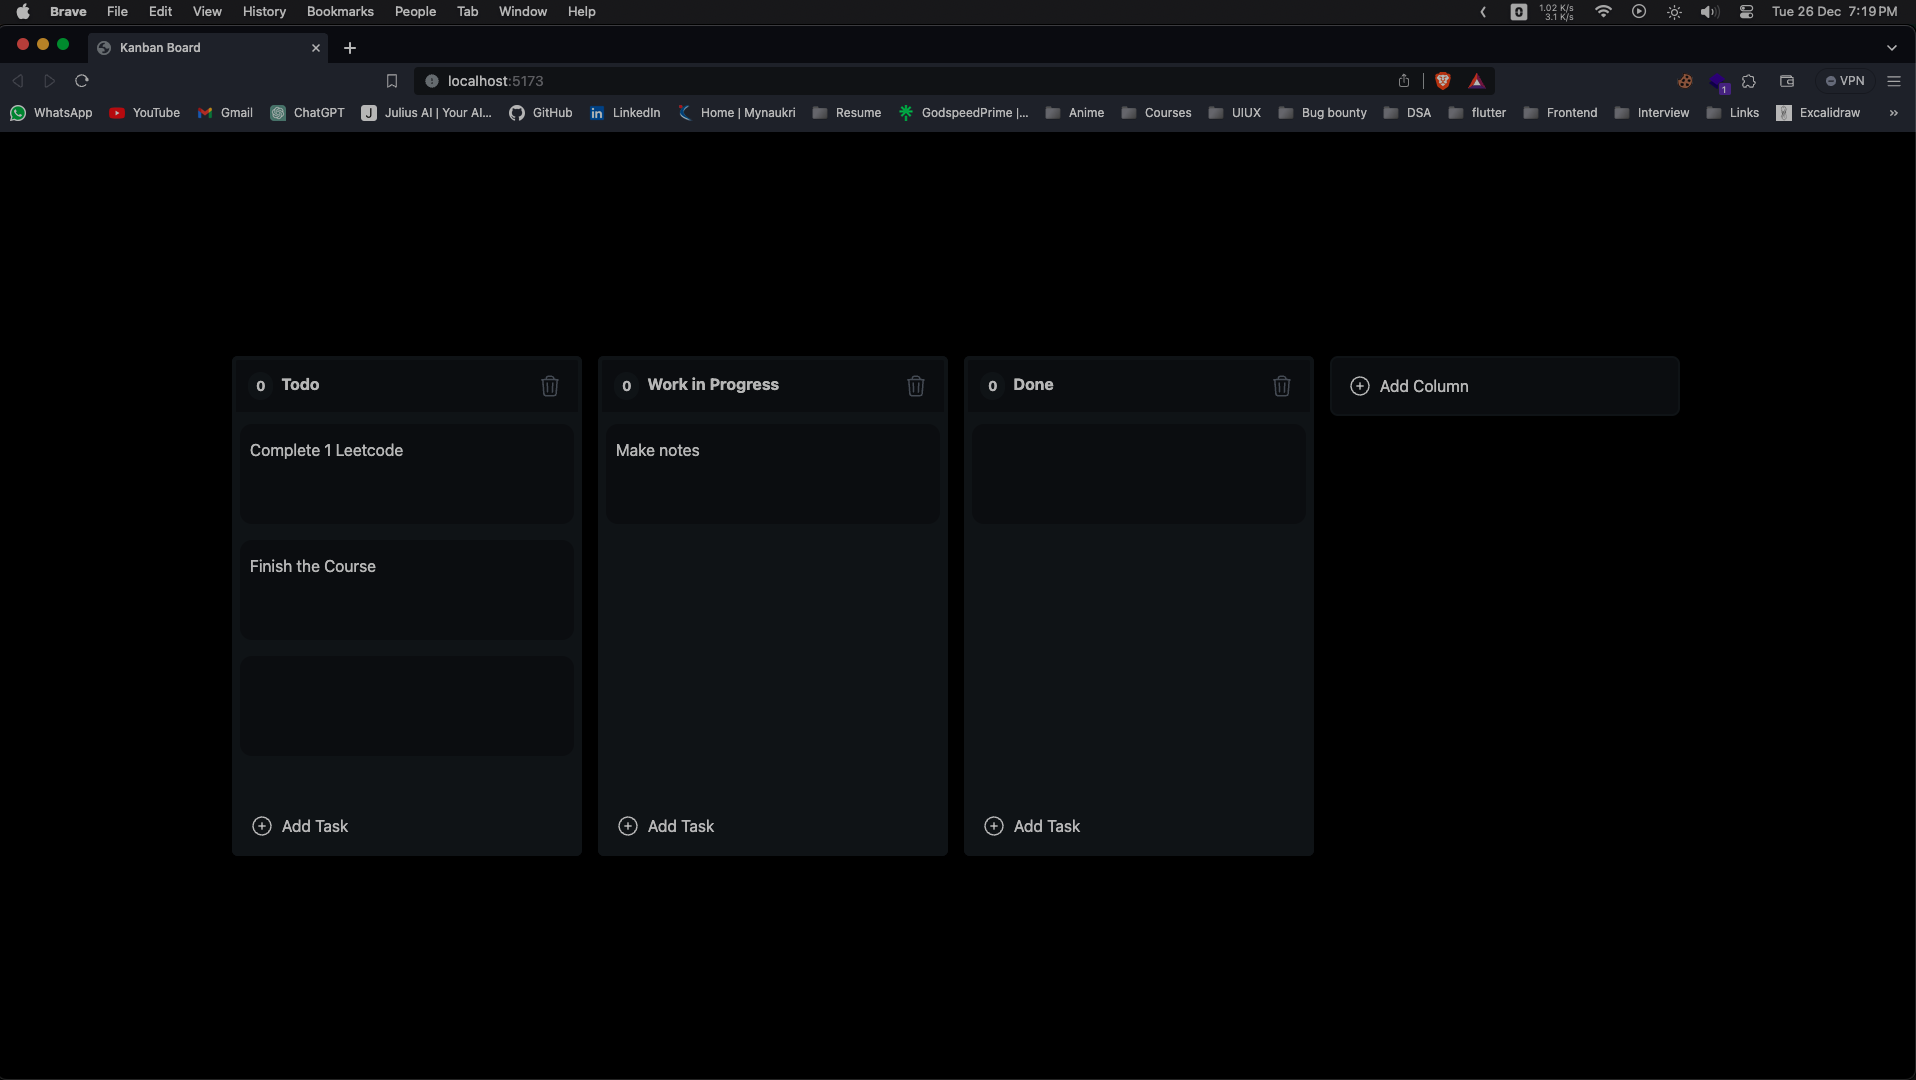 Brave File Edit View History Bookmarks People Tab Window Help 0 1.02 K/s 3.1 K/s Tue 26 Dec 7:19 PM
Kanban Board
localhost:5173 1 VPN
WhatsApp YouTube Gmail ChatGPT J Julius AI | Your AI... GitHub in LinkedIn Home | Mynaukri Resume GodspeedPrime |... Anime Courses UIUX Bug bounty DSA flutter Frontend Interview Links Excalidraw »
0 Todo
Complete 1 Leetcode
Finish the Course
Add Task
0 Work in Progress
Make notes
Add Task
0 Done
Add Task
Add Column